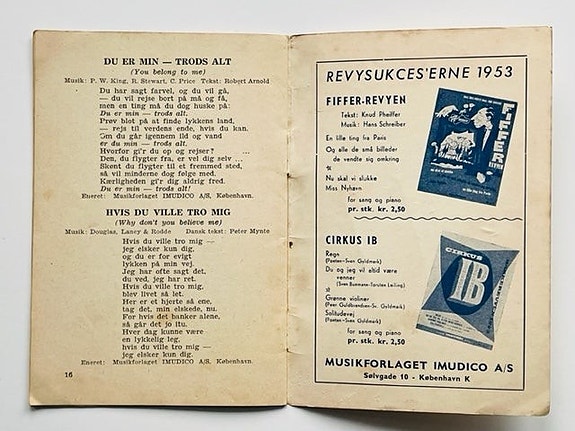 DU ER MIN — TRODS ALT
(You belong to me)
Musik: P. W. King, R. Stewart, C. Price Tekst: Robert Arnold
Du har sagt farvel, og du vil gå,
— du vil rejse bort på må og få,
men en ting må du dog huske på:
Du er min — trods alt.
Prøv blot på at finde lykkens land,
— rejs til verdens ende, hvis du kan.
Om du går igennem ild og vand
er du min — trods alt.
Hvorfor gi'r du op og rejser? ...
Den, du flygter fra, er vel dig selv ...
Skønt du flygter til et fremmed sted,
så vil minderne dog følge med.
Kærligheden gi'r dig aldrig fred.
Du er min — trods alt!
Eneret: Musikforlaget IMUDICO A/S, København.
HVIS DU VILLE TRO MIG
(Why don't you believe me)
Musik: Douglas, Laney & Rodde Dansk tekst: Peter Mynte
Hvis du ville tro mig —
jeg elsker kun dig,
og du er for evigt
lykken på min vej.
Jeg har ofte sagt det,
du ved, jeg har ret.
Hvis du ville tro mig,
blev livet så let.
Her er et hjerte så ene,
tag det, min elskede, nu.
For hvis det banker alene,
så går det jo itu.
Hver dag kunne være
en lykkelig leg,
hvis du ville tro mig —
jeg elsker kun dig.
Eneret: Musikforlaget IMUDICO A/S, København.
16
REVYSUKCES'ERNE 1953
FIFFER-REVYEN
Tekst: Knud Pheiffer
Musik: Hans Schreiber
En lille ting fra Paris
Og alle de små billeder
de vendte sig omkring
Nu skal vi slukke
Miss Nyhavn
for sang og piano
pr. stk. kr. 2,50
FIFFER
REVYEN
CIRKUS IB
Regn
(Poeten-Sven Gyldmark)
Du og jeg vil altid være
venner
Grønne violiner
Solitudevej
(Poeten-Sven Gyldmark)
for sang og piano
pr. stk. kr. 2,50
CIRKUS
IB
MUSIKFORLAGET IMUDICO A/S
Sølvgade 10 - København K